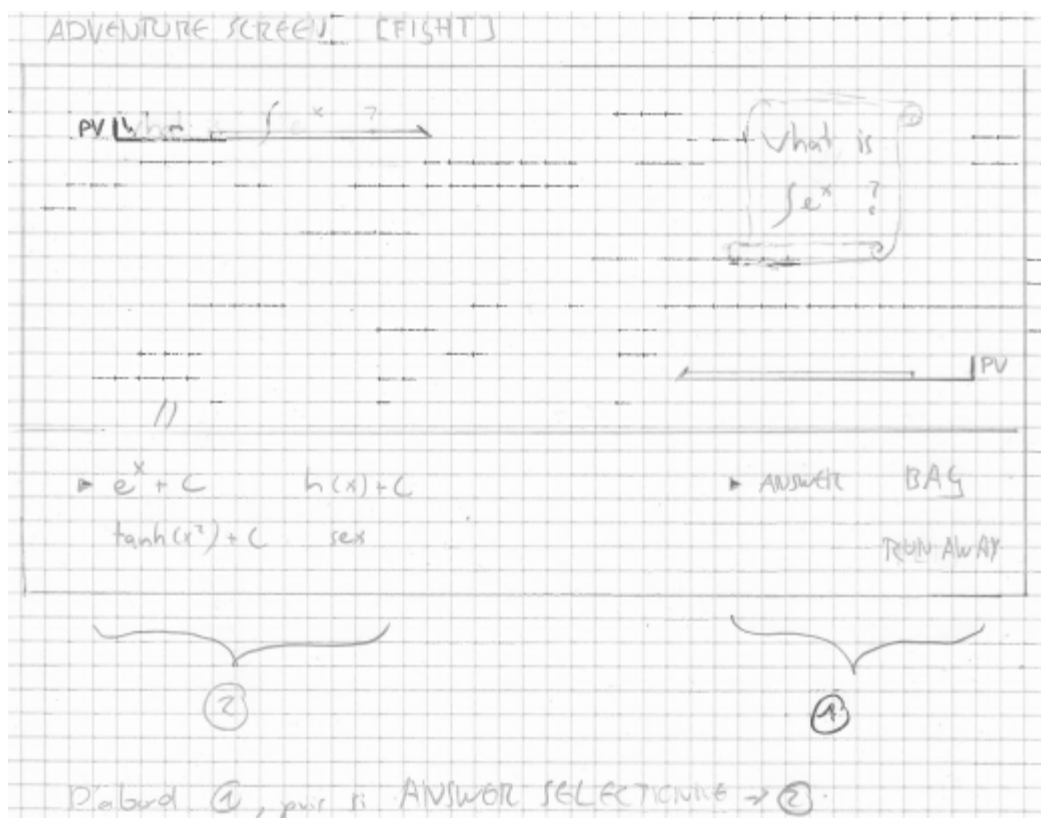 ADVENTURE SCREEN [FIGHT]
PV
What is
∫e^x ?
PV
► e^x + C h(x) + C ► ANSWER BAG
tanh(x²) + C sex RUN AWAY
② ①
D'abord ①, puis si ANSWER SELECTIONNE → ②.